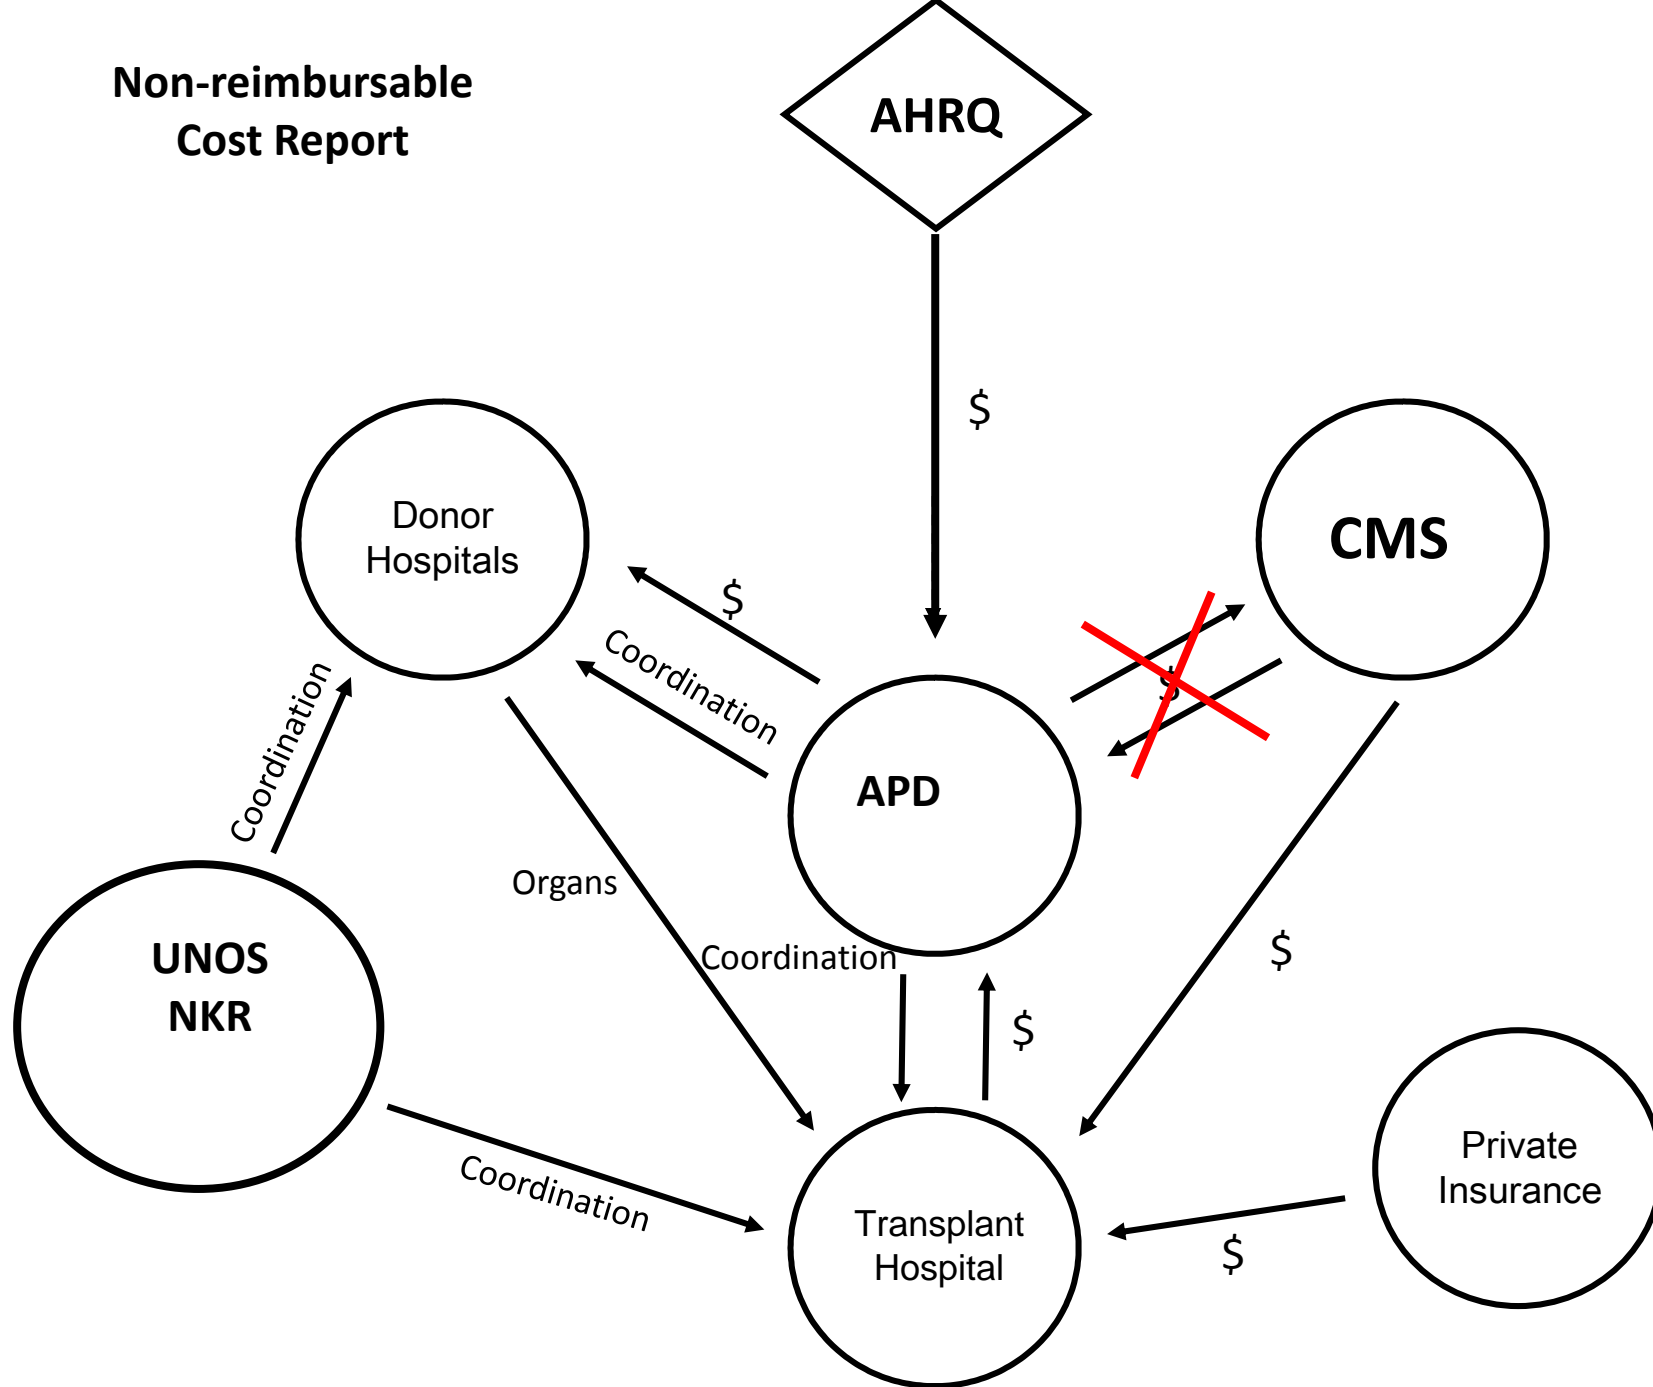 Non-reimbursable
Cost Report
AHRQ
$
Donor
Hospitals
CMS
$
Coordination
$
Coordination
APD
Organs
Coordination
$
$
UNOS
NKR
Coordination
Transplant
Hospital
$
Private
Insurance